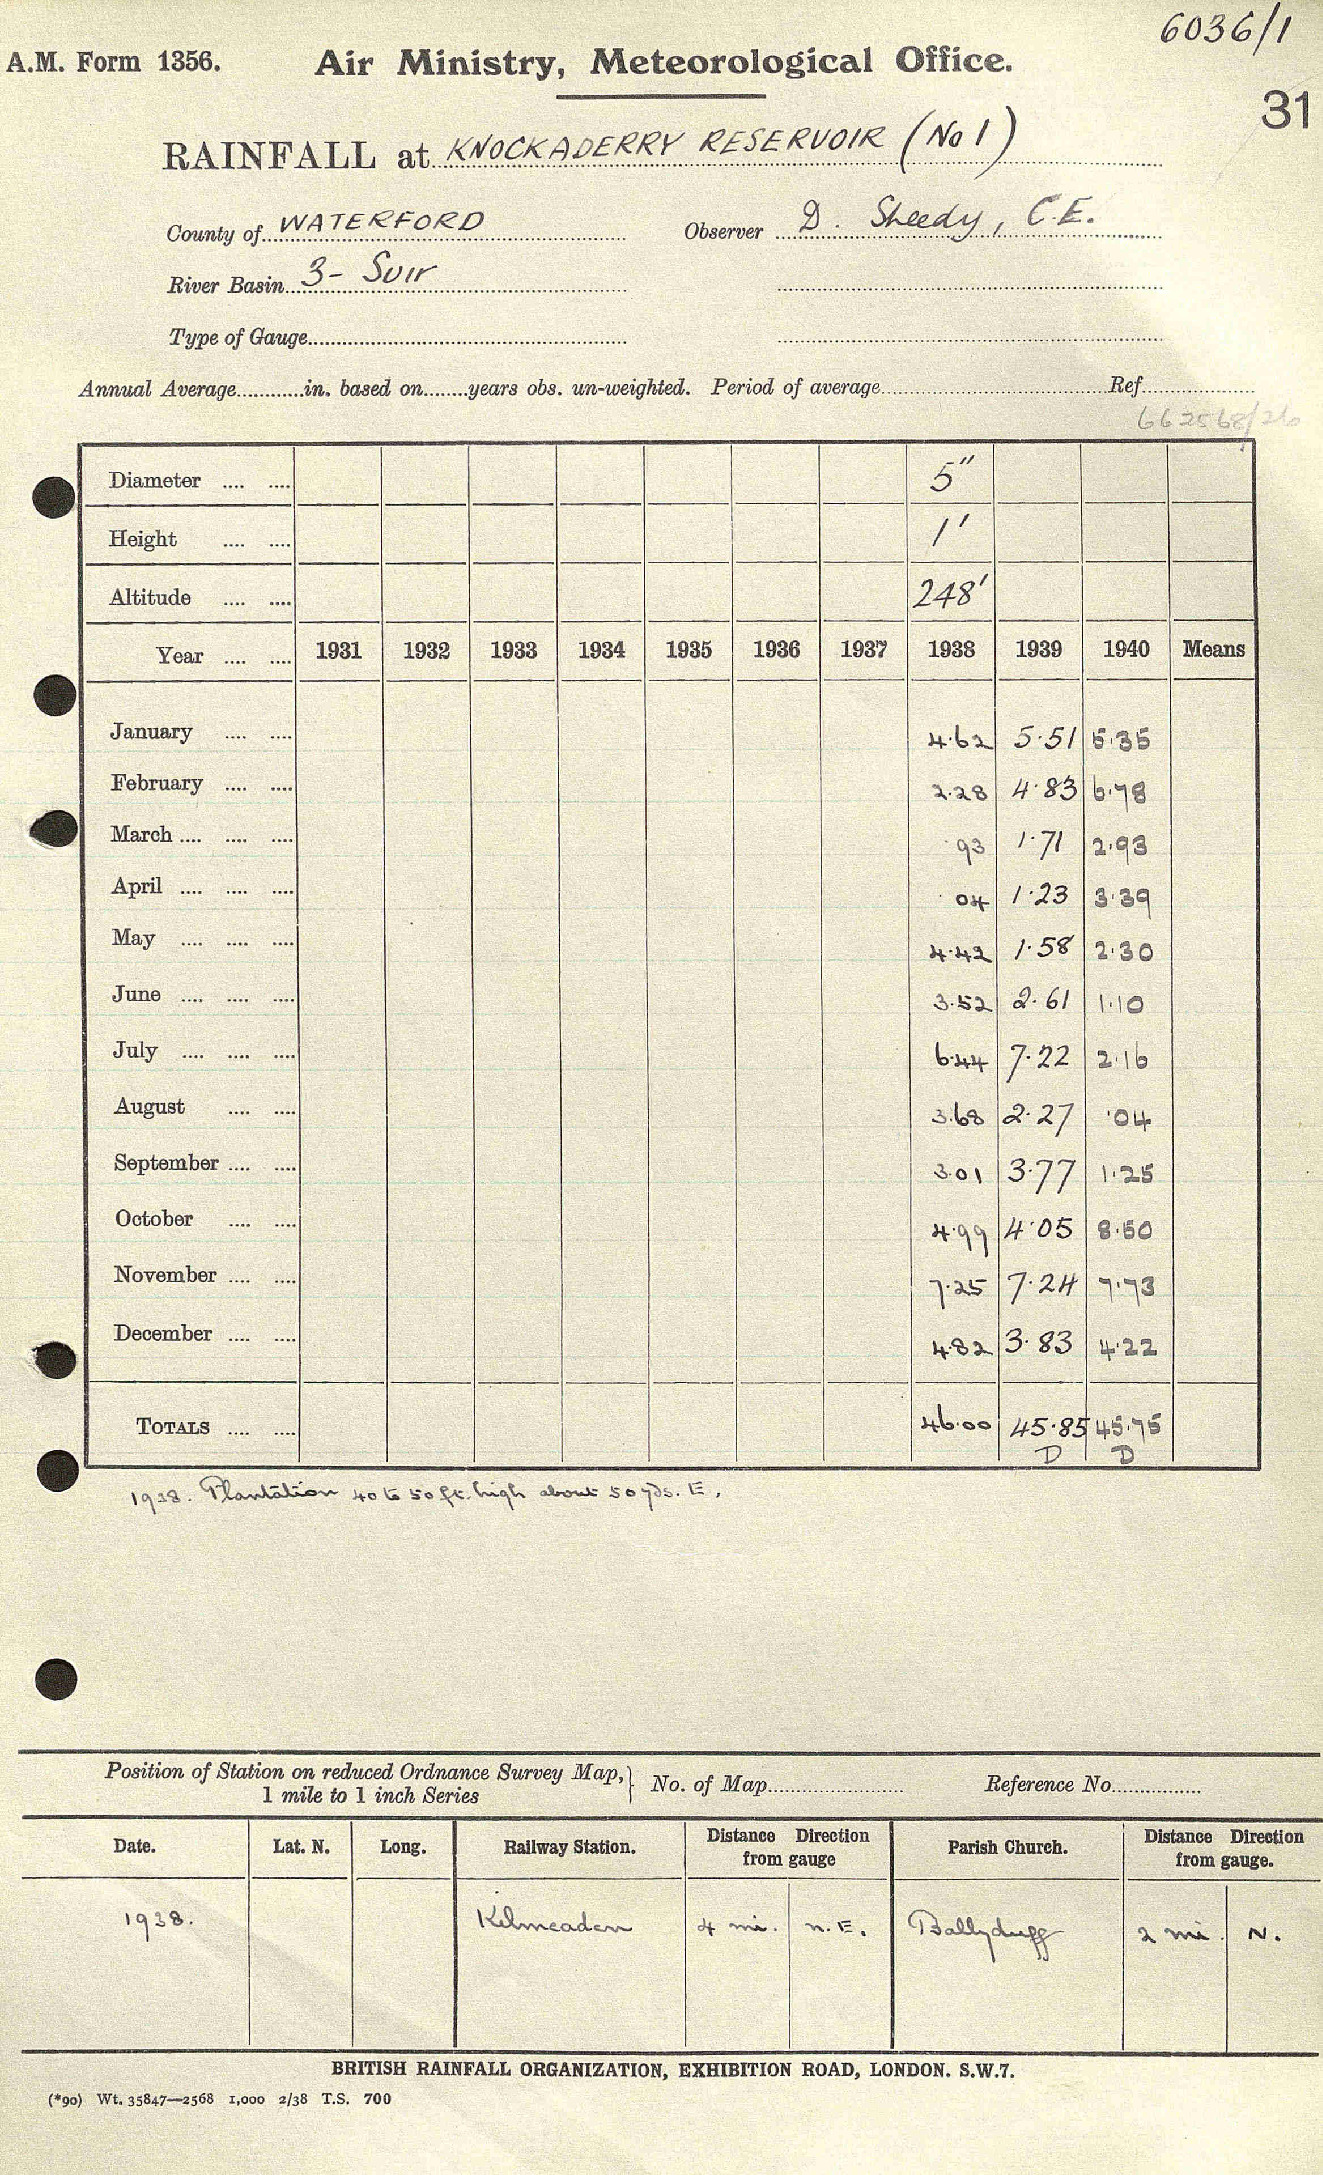 6036/1
A.M. Form 1356. Air Ministry, Meteorological Office.
31
RAINFALL at KNOCKADERRY RESERVOIR (No 1)
County of WATERFORD Observer D. Sheedy, C.E.
River Basin 3- Suir
Type of Gauge
Annual Average............in. based on........years obs. un-weighted. Period of average Ref.
662568/26
Diameter .... .... 5"
Height .... .... 1'
Altitude .... .... 248'
Year .... .... 1931 1932 1933 1934 1935 1936 1937 1938 1939 1940 Means
January .... .... 4.62 5.51 5.35
February .... .... 2.28 4.83 6.78
March .... .... .... .93 1.71 2.93
April .... .... .... .04 1.23 3.39
May .... .... .... 4.42 1.58 2.30
June .... .... .... 3.52 2.61 1.10
July .... .... .... 6.44 7.22 2.16
August .... .... 3.68 2.27 .04
September .... .... 3.01 3.77 1.25
October .... .... 4.99 4.05 8.50
November .... .... 7.25 7.24 7.73
December .... .... 4.82 3.83 4.22
TOTALS .... .... 46.00 45.85 45.75
D D
1938. Plantation 40 to 50 ft. high about 50 yds. E.
Position of Station on reduced Ordnance Survey Map, 1 mile to 1 inch Series } No. of Map Reference No.
Date. Lat. N. Long. Railway Station. Distance Direction from gauge Parish Church. Distance Direction from gauge.
1938. Kilmeaden 4 mi. N.E. Ballyduff 2 mi. N.
BRITISH RAINFALL ORGANIZATION, EXHIBITION ROAD, LONDON. S.W.7.
(*90) Wt. 35847—2568 1,000 2/38 T.S. 700